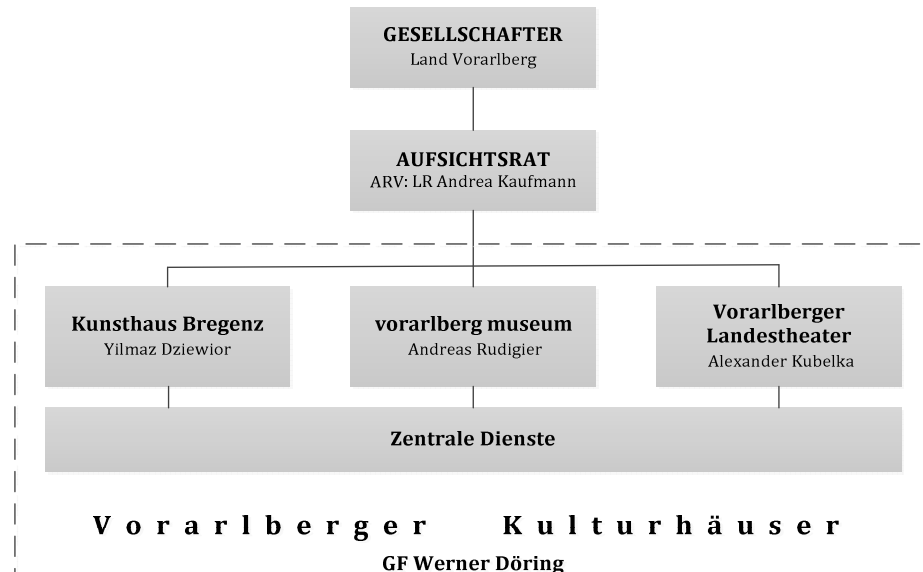 GESELLSCHAFTER
Land Vorarlberg
AUFSICHTSRAT
ARV: LR Andrea Kaufmann
Kunsthaus Bregenz
Yilmaz Dziewior
vorarlberg museum
Andreas Rudigier
Vorarlberger
Landestheater
Alexander Kubelka
Zentrale Dienste
Vorarlberger Kulturhäuser
GF Werner Döring